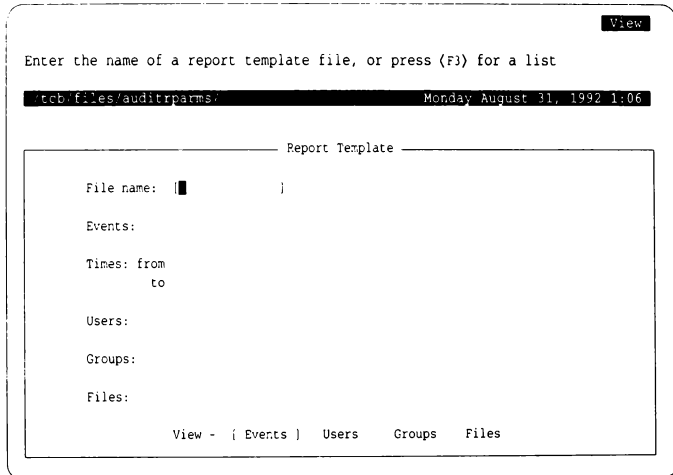 View
Enter the name of a report template file, or press ⟨F3⟩ for a list
/tcb/files/auditrparms/ Monday August 31, 1992 1:06
Report Template
File name: [ ]
Events:
Times: from
to
Users:
Groups:
Files:
View - [ Events ] Users Groups Files